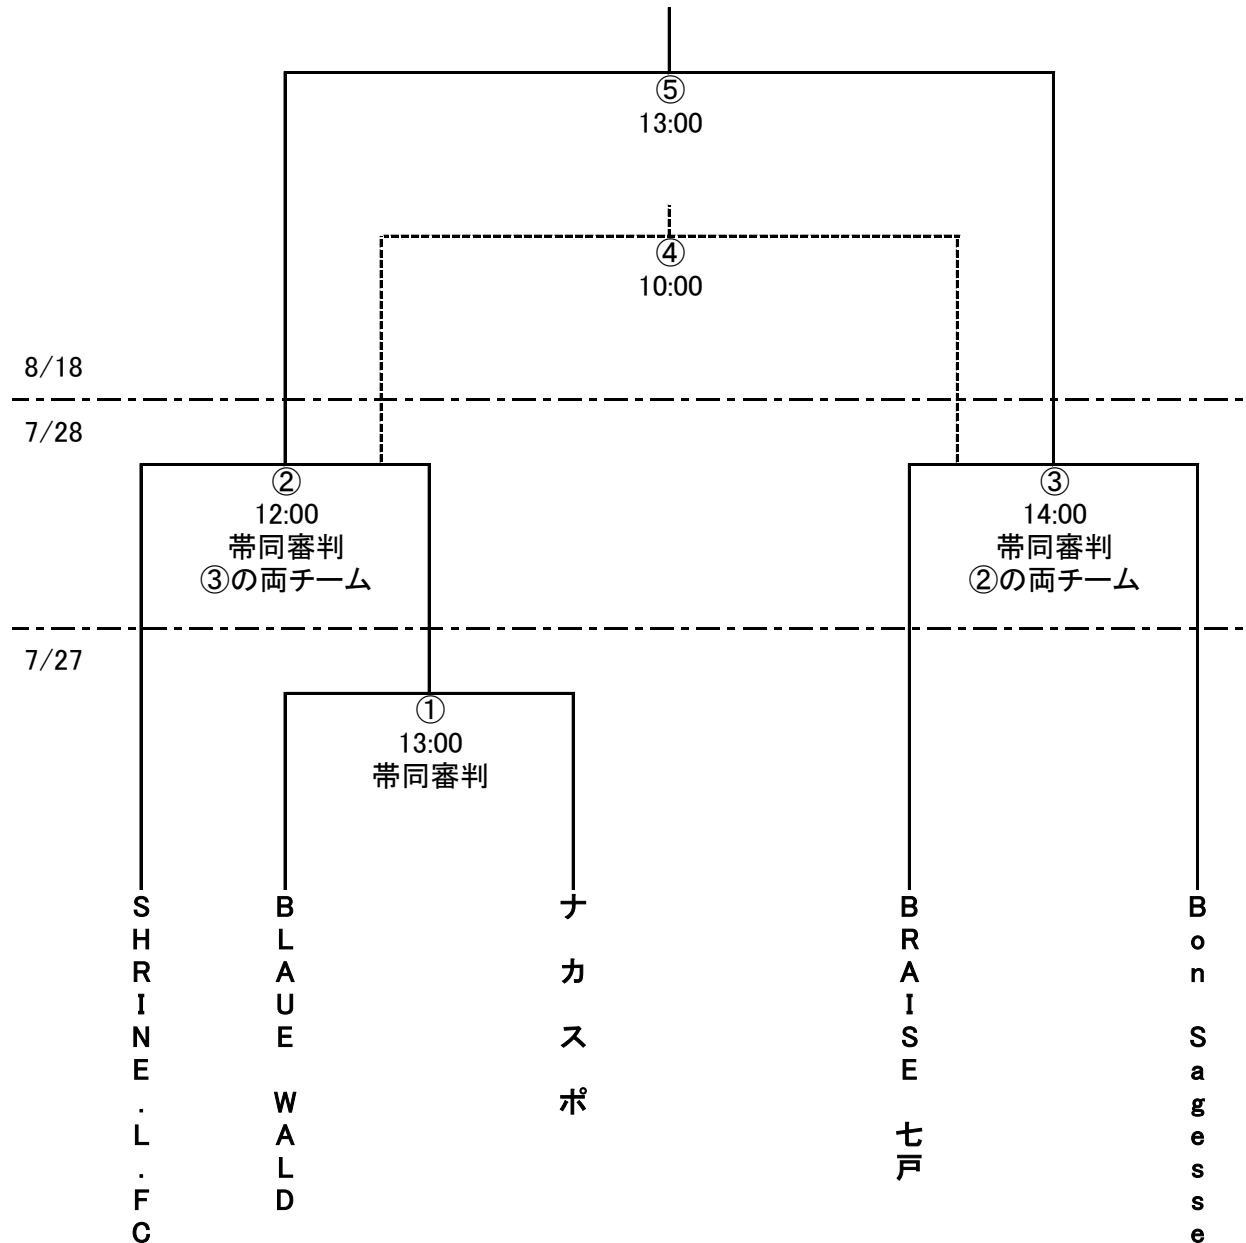 ⑤
13:00
④
10:00
8/18
7/28
②
12:00
帯同審判
③の両チーム
③
14:00
帯同審判
②の両チーム
7/27
①
13:00
帯同審判
SHRINE.L.FC
BLAUE WALD
ナカスポ
BRAISE 七戸
Bon Sagesse